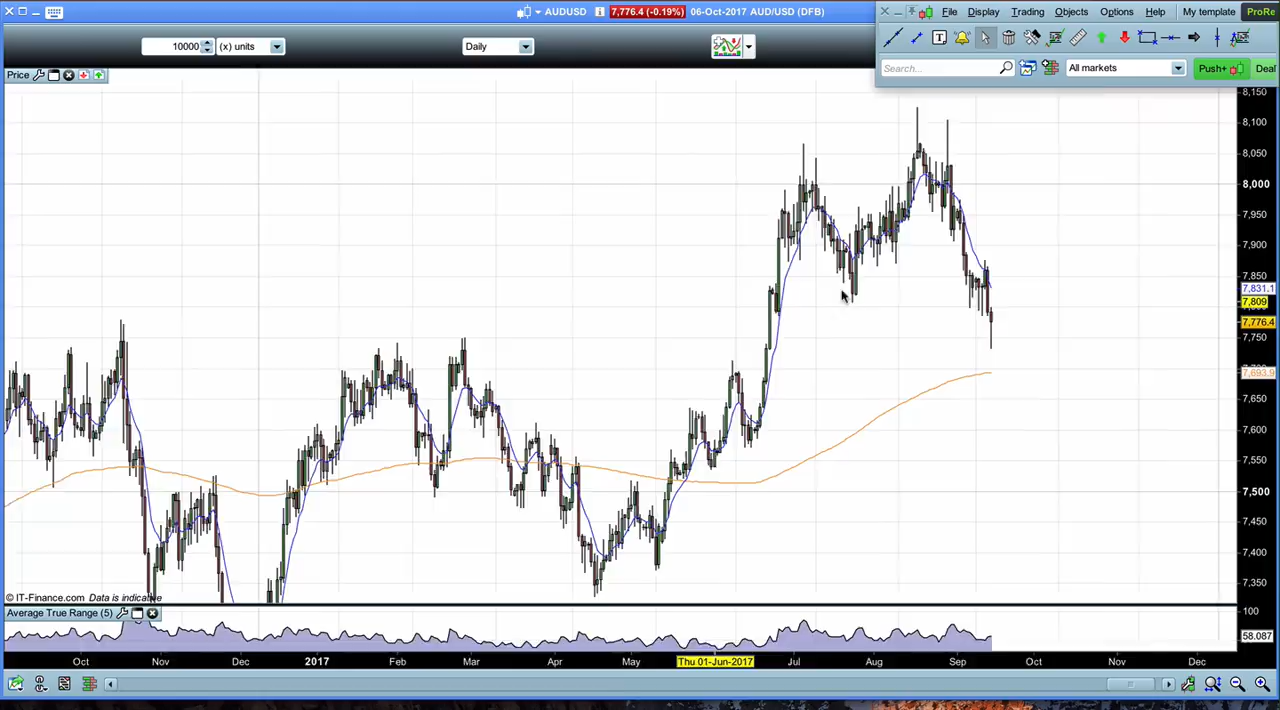 AUDUSD 7,776.4 (-0.19%) 06-Oct-2017 AUD/USD (DFB)
File Display Trading Objects Options Help My template ProRe
10000 (x) units Daily
Search... All markets Push+ Deal
Price
8,150
8,100
8,050
8,000
7,950
7,900
7,850
7,831.1
7,809
7,776.4
7,750
7,693.9
7,650
7,600
7,550
7,500
7,450
7,400
7,350
© IT-Finance.com Data is indicative
Average True Range (5)
100
58.087
Oct Nov Dec 2017 Feb Mar Apr May Thu 01-Jun-2017 Jul Aug Sep Oct Nov Dec